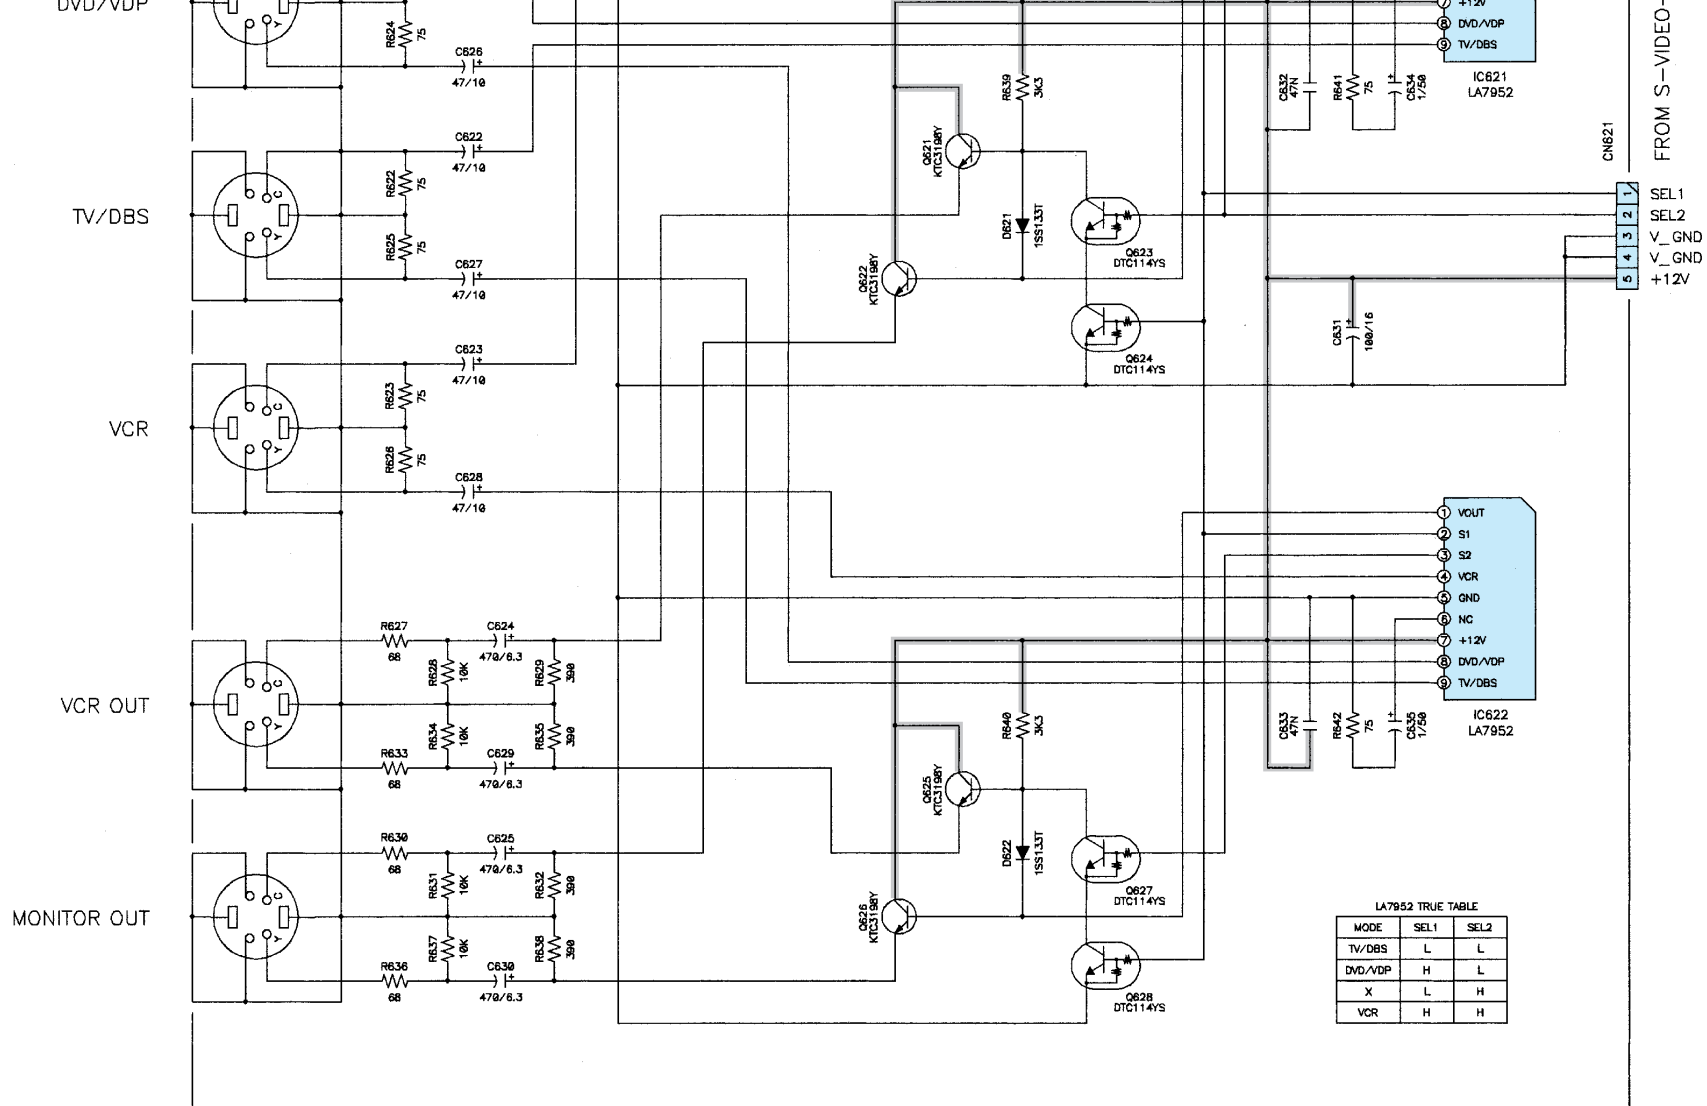 DVD/VDP
R624
75
C626
47/10
C622
47/10
TV/DBS
R622
75
C
Y
R625
75
C627
47/10
C623
47/10
VCR
R623
75
C
Y
R626
75
C628
47/10
R639
3K3
Q621
KTC3198Y
D621
1SS133T
Q622
KTC3198Y
Q623
DTC114YS
Q624
DTC114YS
C632
47N
R641
75
C634
1/50
7 +12V
8 DVD/VDP
9 TV/DBS
IC621
LA7952
CN621
FROM S-VIDEO-
1 SEL1
2 SEL2
3 V_GND
4 V_GND
5 +12V
C631
100/16
1 VOUT
2 S1
3 S2
4 VCR
5 GND
6 NC
7 +12V
8 DVD/VDP
9 TV/DBS
IC622
LA7952
VCR OUT
C
Y
R627
68
C624
470/6.3
R628
10K
R629
390
R634
10K
R635
390
R633
68
C629
470/6.3
MONITOR OUT
C
Y
R630
68
C625
470/6.3
R631
10K
R632
390
R637
10K
R638
390
R636
68
C630
470/6.3
R640
3K3
Q625
KTC3198Y
D622
1SS133T
Q626
KTC3198Y
Q627
DTC114YS
Q628
DTC114YS
C633
47N
R642
75
C635
1/50
LA7952 TRUE TABLE
MODE SEL1 SEL2
TV/DBS L L
DVD/VDP H L
X L H
VCR H H